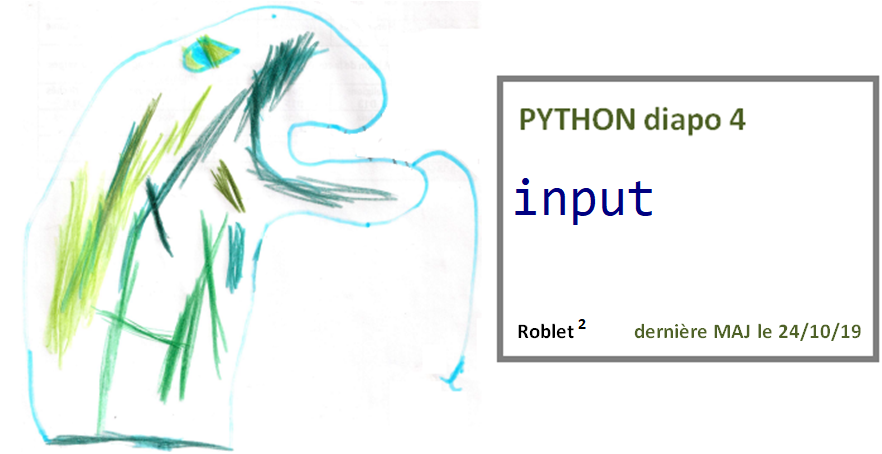 PYTHON diapo 4
input
Roblet ² dernière MAJ le 24/10/19